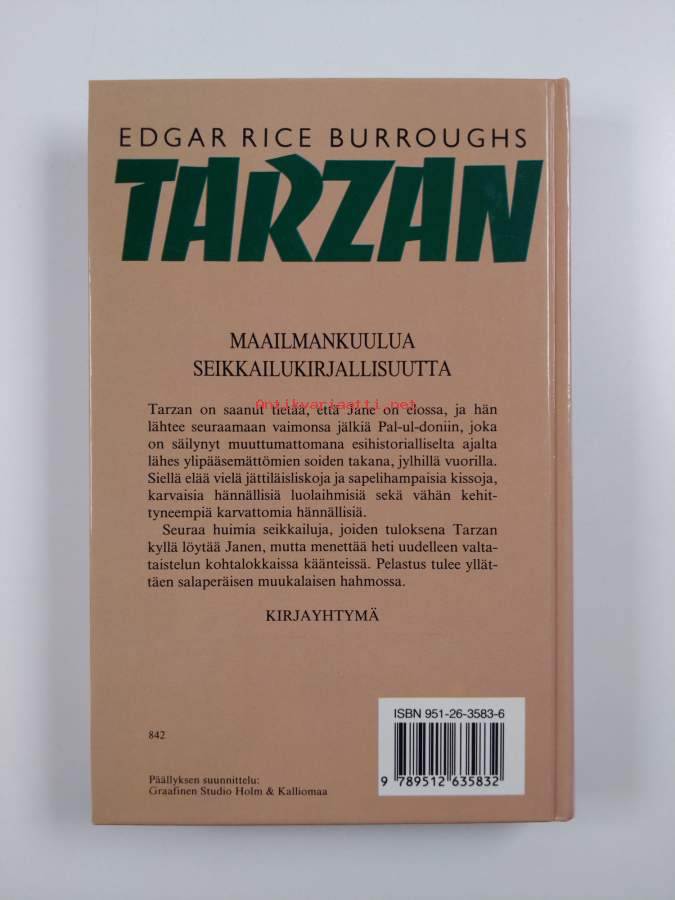 EDGAR RICE BURROUGHS
TARZAN
MAAILMANKUULUA
SEIKKAILUKIRJALLISUUTTA
Antikvariaatti.net
Tarzan on saanut tietää, että Jane on elossa, ja hän
lähtee seuraamaan vaimonsa jälkiä Pal-ul-doniin, joka
on säilynyt muuttumattomana esihistorialliselta ajalta
lähes ylipääsemättömien soiden takana, jylhillä vuorilla.
Siellä elää vielä jättiläisliskoja ja sapelihampaisia kissoja,
karvaisia hännällisiä luolaihmisiä sekä vähän kehit-
tyneempiä karvattomia hännällisiä.
Seuraa huimia seikkailuja, joiden tuloksena Tarzan
kyllä löytää Janen, mutta menettää heti uudelleen valta-
taistelun kohtalokkaissa käänteissä. Pelastus tulee yllät-
täen salaperäisen muukalaisen hahmossa.
KIRJAYHTYMÄ
ISBN 951-26-3583-6
842
9 789512 635832
Päällyksen suunnittelu:
Graafinen Studio Holm & Kalliomaa